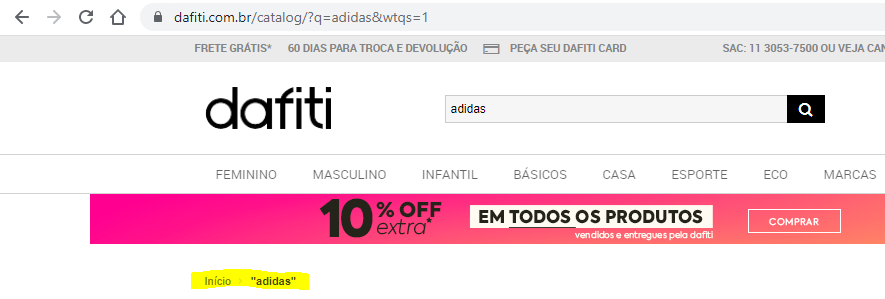 dafiti.com.br/catalog/?q=adidas&wtqs=1
FRETE GRÁTIS* 60 DIAS PARA TROCA E DEVOLUÇÃO PEÇA SEU DAFITI CARD SAC: 11 3053-7500 OU VEJA CAN
dafiti
adidas
FEMININO MASCULINO INFANTIL BÁSICOS CASA ESPORTE ECO MARCAS
10% OFF extra* EM TODOS OS PRODUTOS COMPRAR
vendidos e entregues pela dafiti
Início › "adidas"